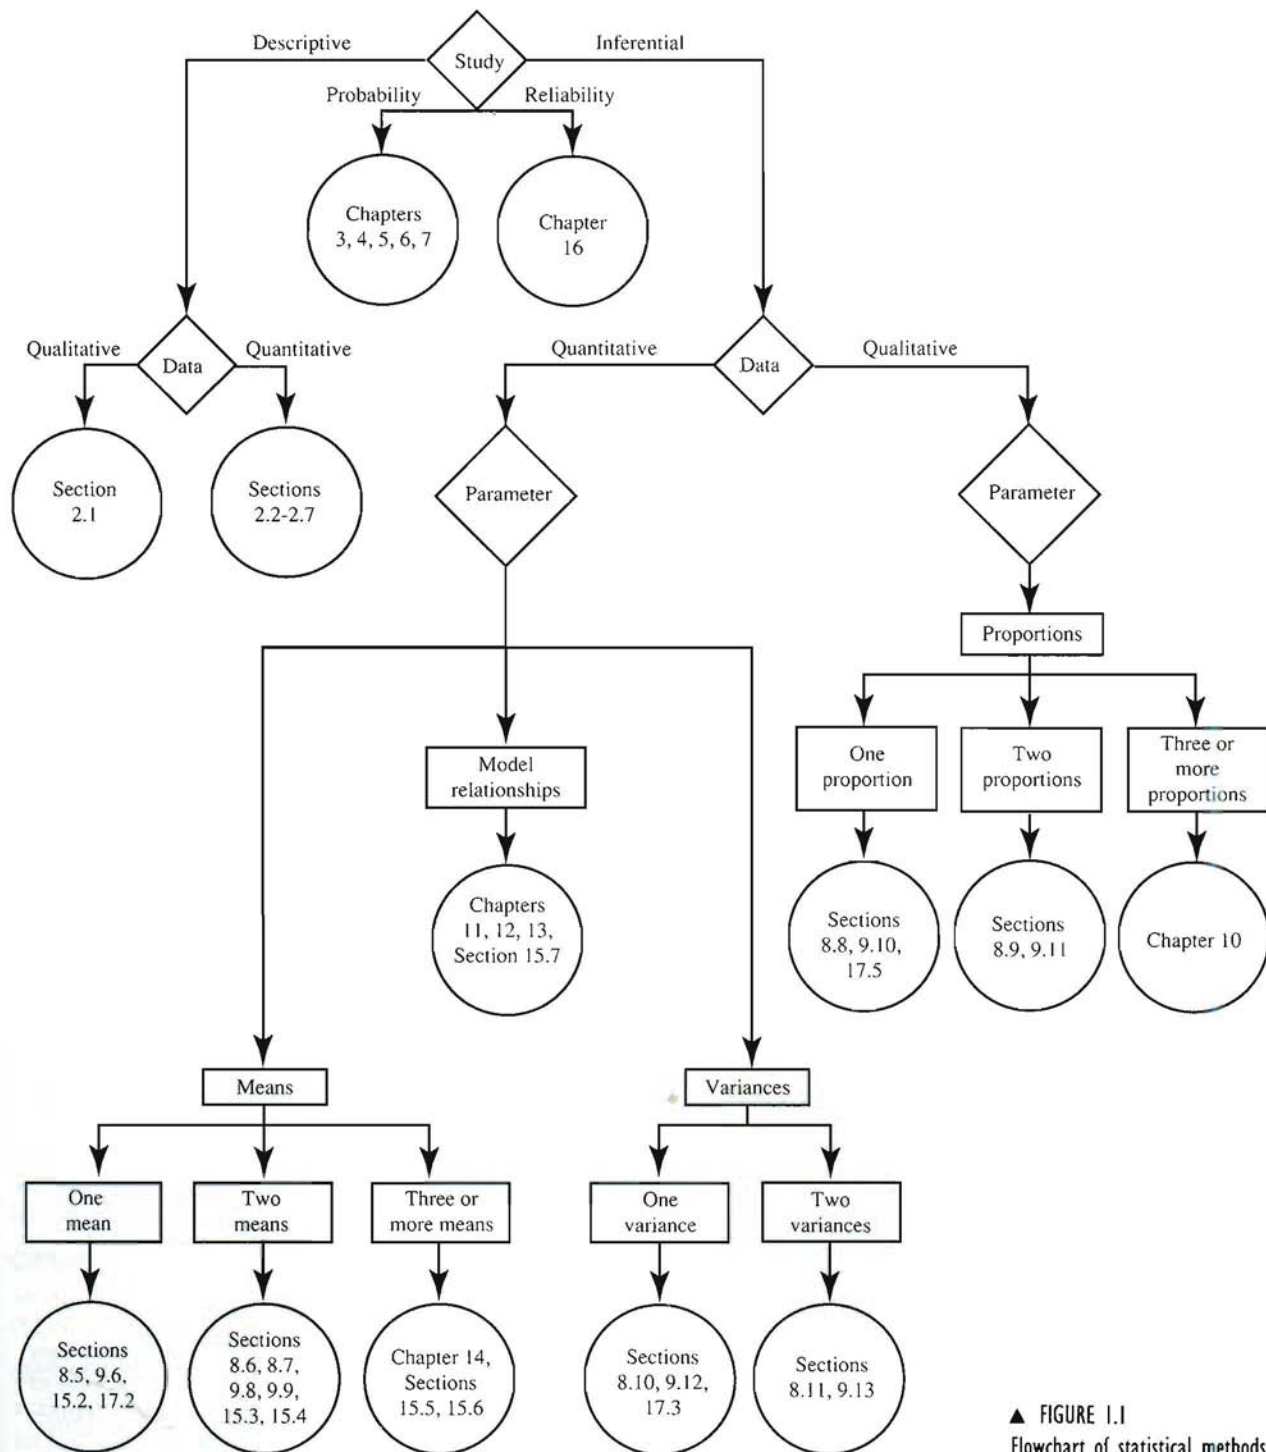 Descriptive
Study
Inferential
Probability
Reliability
Chapters
3, 4, 5, 6, 7
Chapter
16
Qualitative
Data
Quantitative
Quantitative
Data
Qualitative
Section
2.1
Sections
2.2-2.7
Parameter
Parameter
Proportions
Model
relationships
One
proportion
Two
proportions
Three or
more
proportions
Chapters
11, 12, 13,
Section 15.7
Sections
8.8, 9.10,
17.5
Sections
8.9, 9.11
Chapter 10
Means
Variances
One
mean
Two
means
Three or
more means
One
variance
Two
variances
Sections
8.5, 9.6,
15.2, 17.2
Sections
8.6, 8.7,
9.8, 9.9,
15.3, 15.4
Chapter 14,
Sections
15.5, 15.6
Sections
8.10, 9.12,
17.3
Sections
8.11, 9.13
▲ FIGURE 1.1
Flowchart of statistical methods